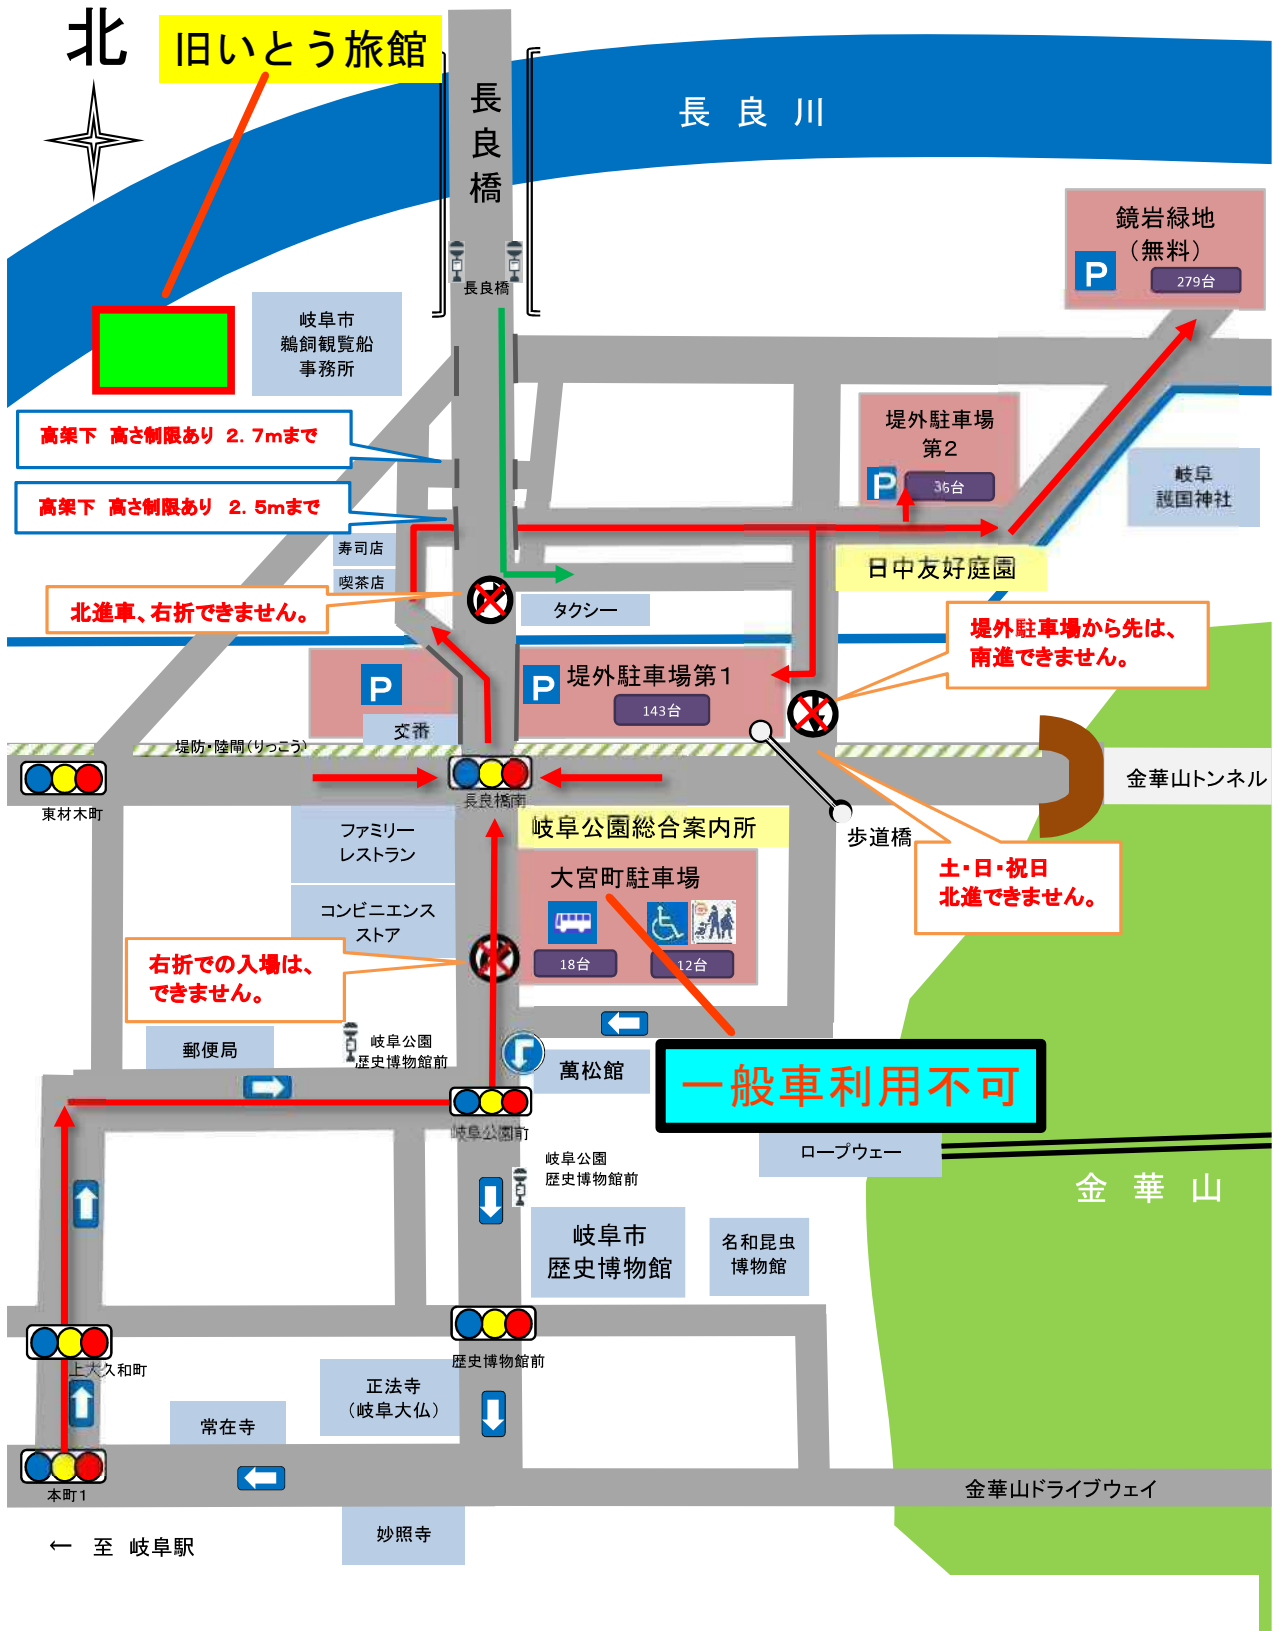 北
旧いとう旅館
長良橋
長良川
長良橋
鏡岩緑地
（無料）
P
279台
岐阜市
鵜飼観覧船
事務所
高架下　高さ制限あり　2．7mまで
高架下　高さ制限あり　2．5mまで
堤外駐車場
第2
P
36台
岐阜
護国神社
寿司店
喫茶店
日中友好庭園
北進車、右折できません。
タクシー
堤外駐車場から先は、
南進できません。
P
P
堤外駐車場第1
143台
交番
堤防・陸閘（りっこう）
東材木町
長良橋南
金華山トンネル
ファミリー
レストラン
岐阜公園総合案内所
歩道橋
大宮町駐車場
18台
12台
土・日・祝日
北進できません。
コンビニエンス
ストア
右折での入場は、
できません。
郵便局
岐阜公園
歴史博物館前
萬松館
一般車利用不可
岐阜公園前
ロープウェー
岐阜公園
歴史博物館前
金華山
岐阜市
歴史博物館
名和昆虫
博物館
上大久和町
歴史博物館前
正法寺
（岐阜大仏）
常在寺
本町1
金華山ドライブウェイ
妙照寺
← 至　岐阜駅